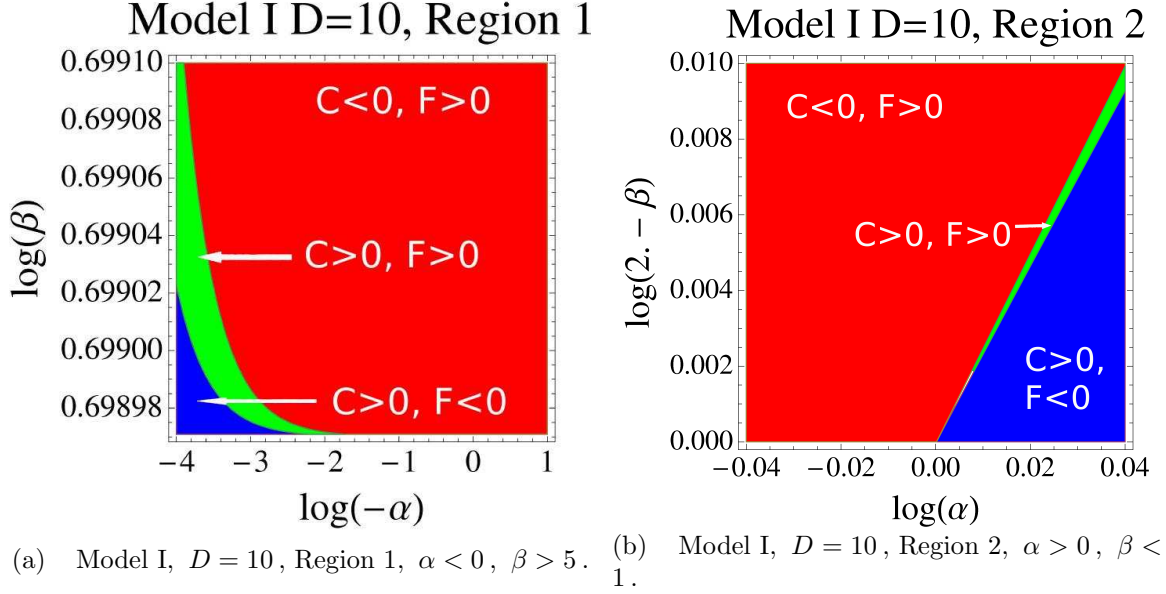 Model I D=10, Region 1
log(β)
0.69910
0.69908
0.69906
0.69904
0.69902
0.69900
0.69898
C<0, F>0
C>0, F>0
C>0, F<0
−4 −3 −2 −1 0 1
log(−α)
(a) Model I, D = 10 , Region 1, α < 0 , β > 5 .
Model I D=10, Region 2
log(2. − β)
0.010
0.008
0.006
0.004
0.002
0.000
C<0, F>0
C>0, F>0
C>0,
F<0
−0.04 −0.02 0.00 0.02 0.04
log(α)
(b) Model I, D = 10 , Region 2, α > 0 , β <
1 .